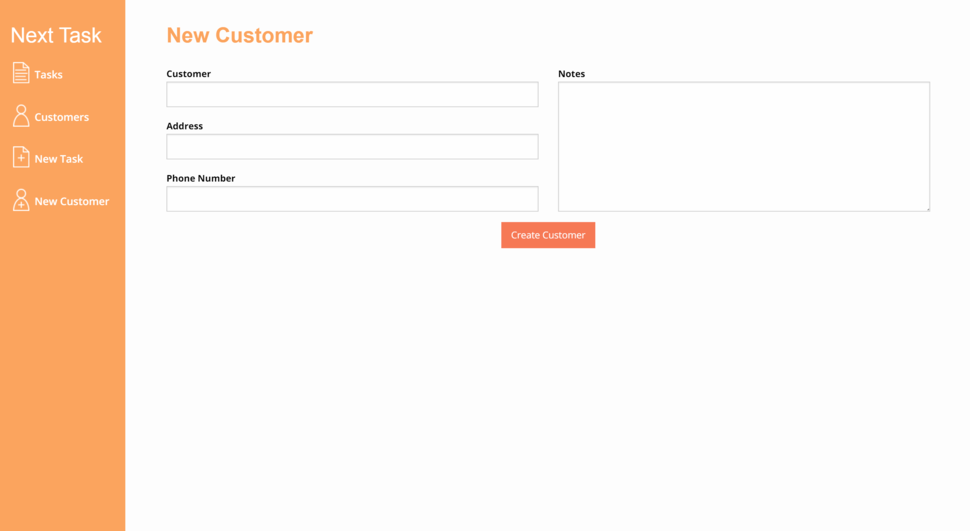 Next Task
Tasks
Customers
New Task
New Customer
New Customer
Customer
Address
Phone Number
Notes
Create Customer